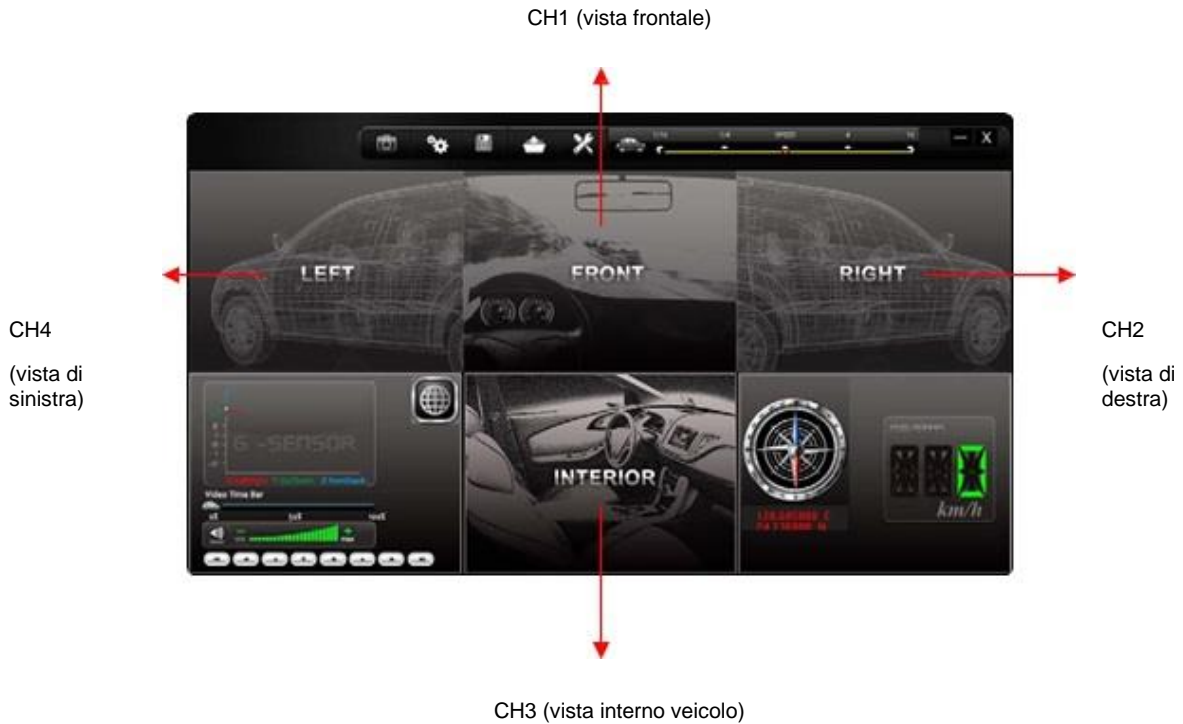 CH1 (vista frontale)
SPEED
X
LEFT
FRONT
RIGHT
CH4
(vista di
sinistra)
CH2
(vista di
destra)
G-SENSOR
Video Time Bar
INTERIOR
km/h
CH3 (vista interno veicolo)